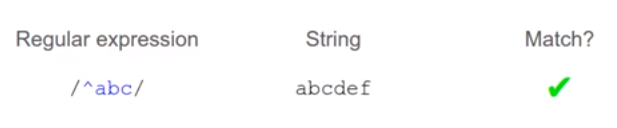 Regular expression String Match?
/^abc/ abcdef ✔